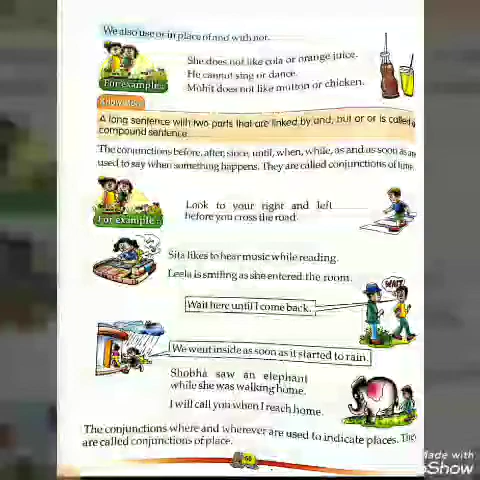 We also use or in place of and with not.
She does not like cola or orange juice.
He cannot sing or dance.
Mohit does not like mutton or chicken.
For example :
Know More
A long sentence with two parts that are linked by and, but or or is called a
compound sentence.
The conjunctions before, after, since, until, when, while, as and as soon as are
used to say when something happens. They are called conjunctions of time.
Look to your right and left
before you cross the road.
For example :
Sita likes to hear music while reading.
Leela is smiling as she entered the room.
WAIT
Wait here until I come back.
We went inside as soon as it started to rain.
Shobha saw an elephant
while she was walking home.
I will call you when I reach home.
The conjunctions where and wherever are used to indicate places. They
are called conjunctions of place.
Made with
Show